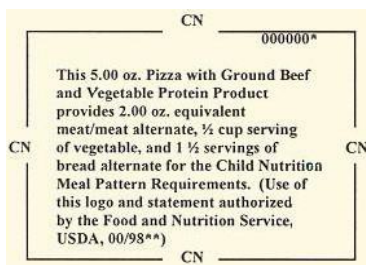 CN
000000*
This 5.00 oz. Pizza with Ground Beef
and Vegetable Protein Product
provides 2.00 oz. equivalent
meat/meat alternate, ½ cup serving
CN of vegetable, and 1 ½ servings of CN
bread alternate for the Child Nutrition
Meal Pattern Requirements. (Use of
this logo and statement authorized
by the Food and Nutrition Service,
USDA, 00/98**)
CN